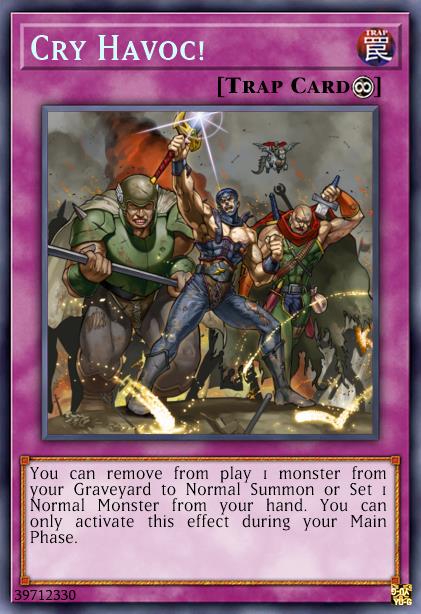 CRY HAVOC!
TRAP
罠
[TRAP CARD♾]
You can remove from play 1 monster from
your Graveyard to Normal Summon or Set 1
Normal Monster from your hand. You can
only activate this effect during your Main
Phase.
39712330